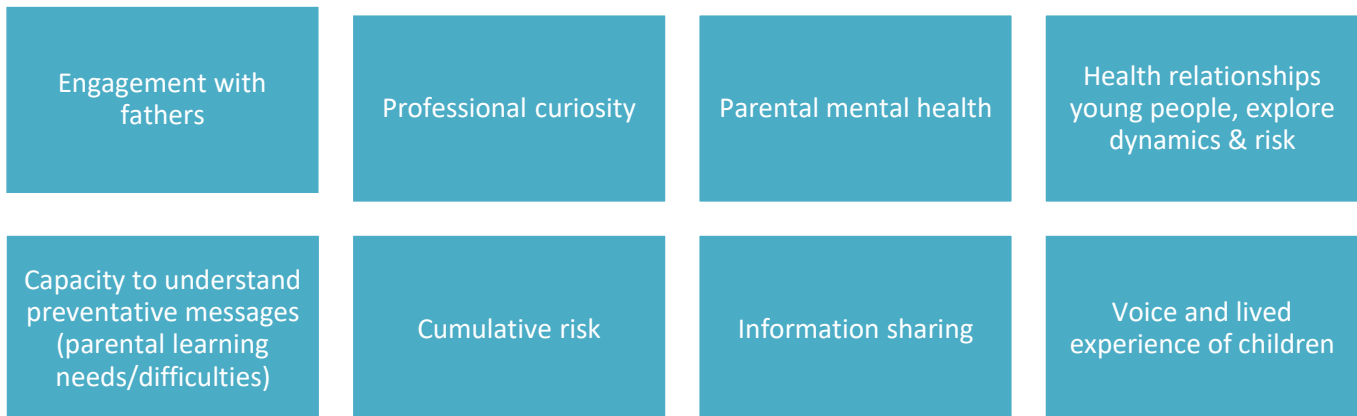 Engagement with
fathers
Professional curiosity
Parental mental health
Health relationships
young people, explore
dynamics & risk
Capacity to understand
preventative messages
(parental learning
needs/difficulties)
Cumulative risk
Information sharing
Voice and lived
experience of children